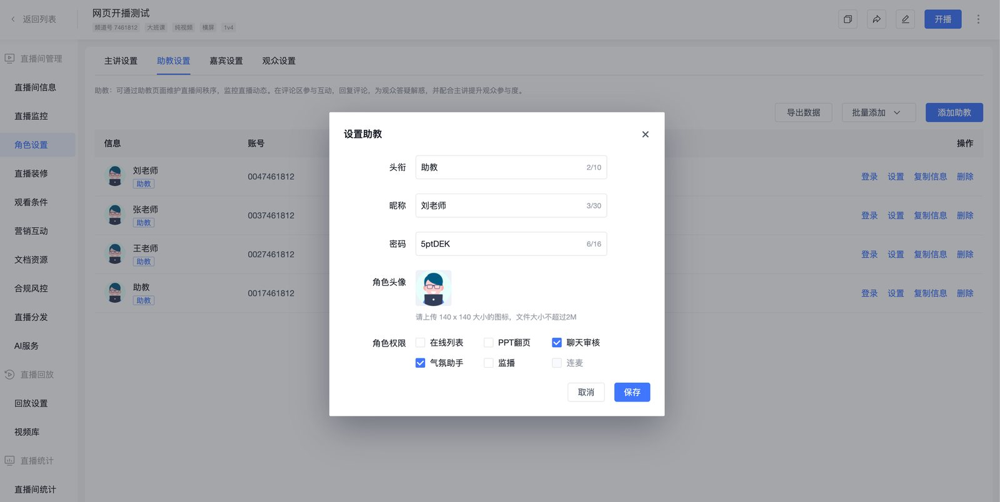 返回列表
网页开播测试
频道号 7461812 大班课 纯视频 横屏 1v4
开播
直播间管理
直播间信息
直播监控
角色设置
直播装修
观看条件
营销互动
文档资源
合规风控
直播分发
AI服务
直播回放
回放设置
视频库
直播统计
直播间统计
主讲设置 助教设置 嘉宾设置 观众设置
助教：可通过助教页面维护直播间秩序，监控直播动态。在评论区参与互动，回复评论，为观众答疑解惑，并配合主讲提升观众参与度。
导出数据 批量添加 添加助教
信息 账号 操作
刘老师
助教
0047461812
登录 设置 复制信息 删除
张老师
助教
0037461812
登录 设置 复制信息 删除
王老师
助教
0027461812
登录 设置 复制信息 删除
助教
助教
0017461812
登录 设置 复制信息 删除
设置助教
头衔 助教 2/10
昵称 刘老师 3/30
密码 5ptDEK 6/16
角色头像
请上传 140 x 140 大小的图标，文件大小不超过2M
角色权限 在线列表 PPT翻页 聊天审核
气氛助手 监播 连麦
取消 保存